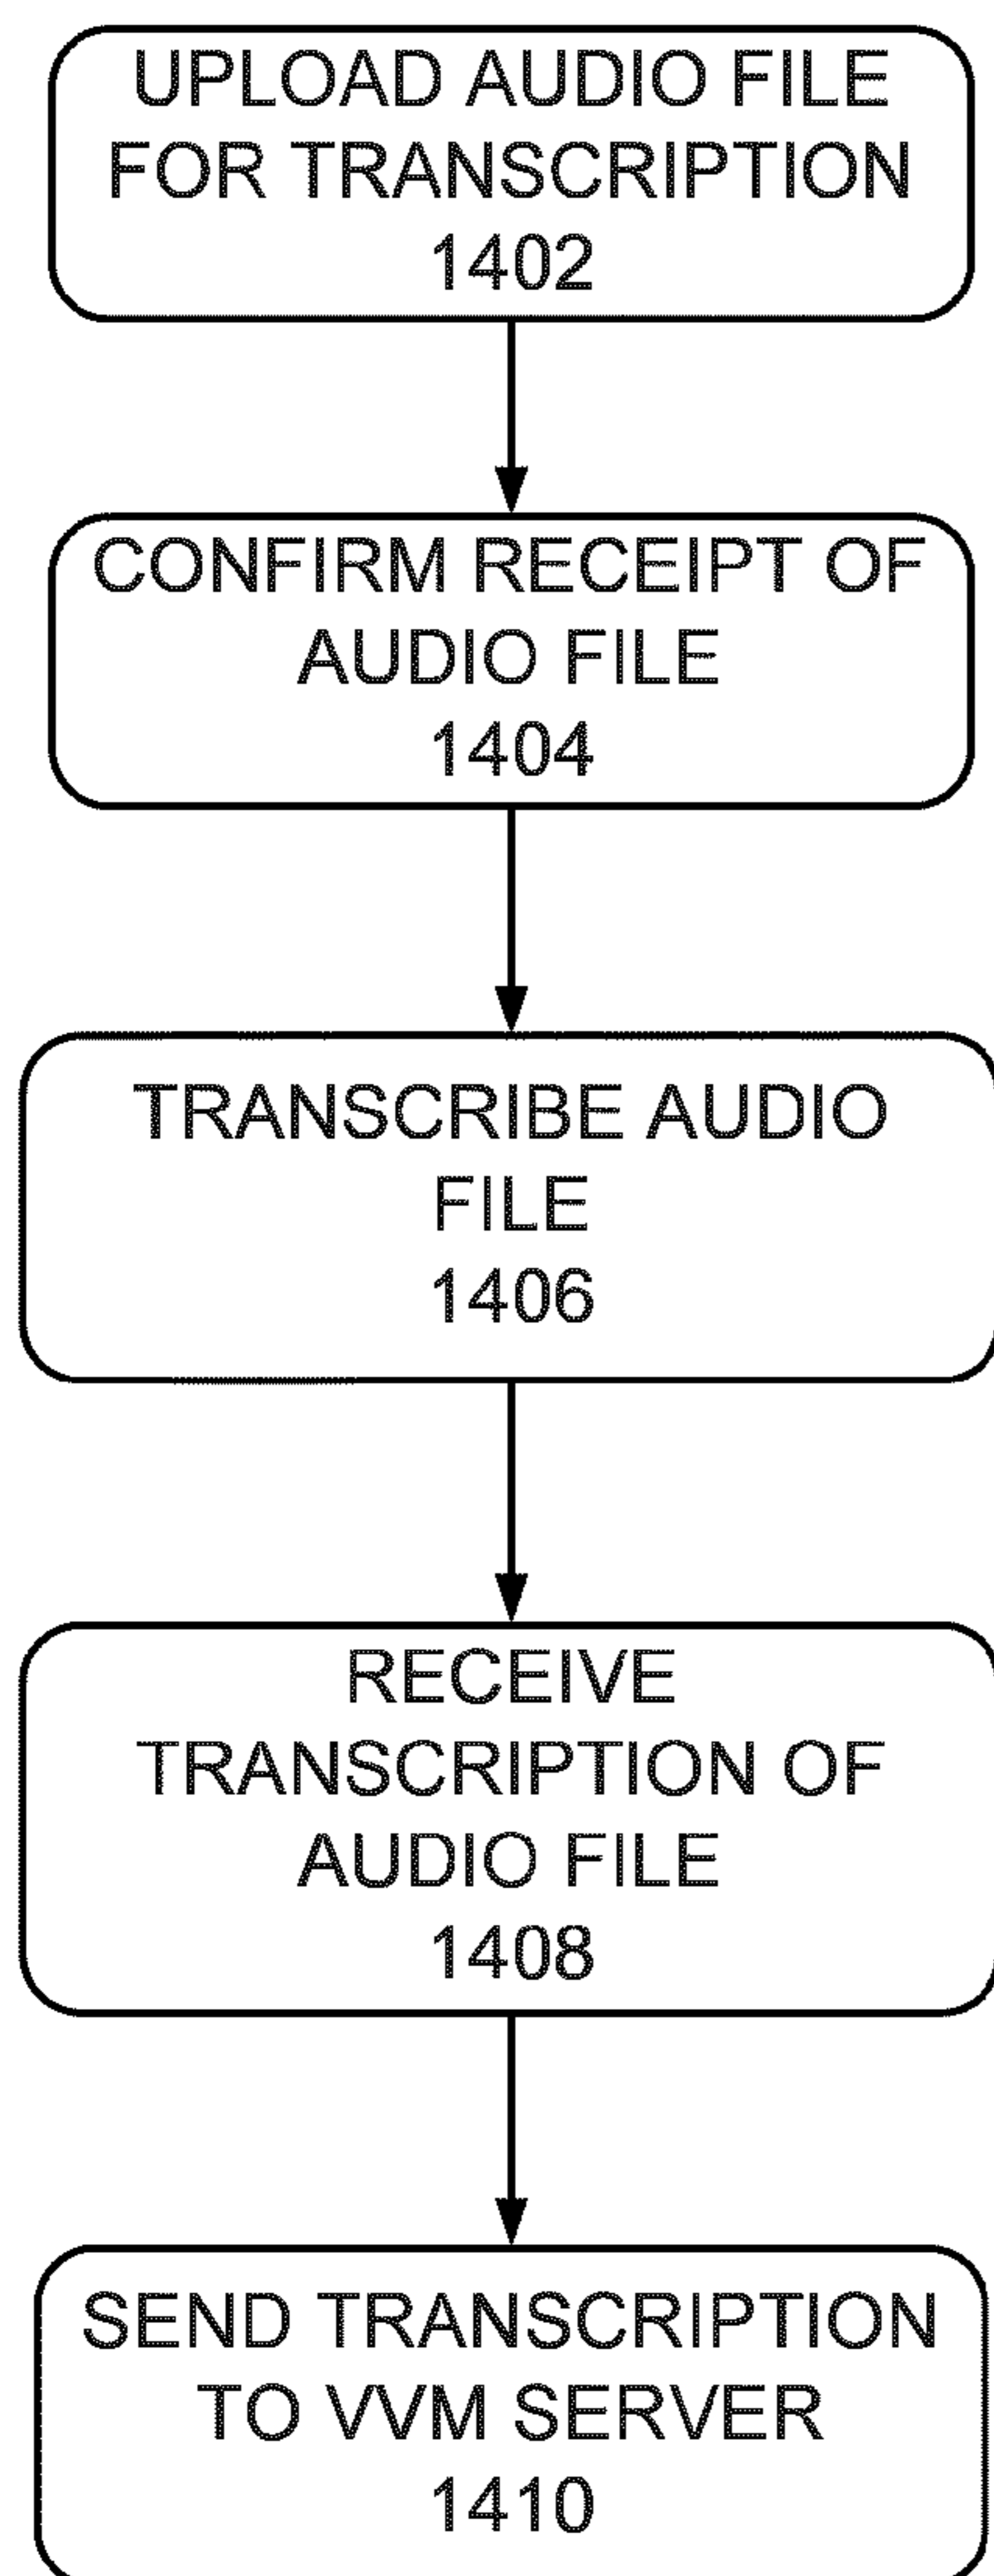 UPLOAD AUDIO FILE
FOR TRANSCRIPTION
1402
CONFIRM RECEIPT OF
AUDIO FILE
1404
TRANSCRIBE AUDIO
FILE
1406
RECEIVE
TRANSCRIPTION OF
AUDIO FILE
1408
SEND TRANSCRIPTION
TO VVM SERVER
1410